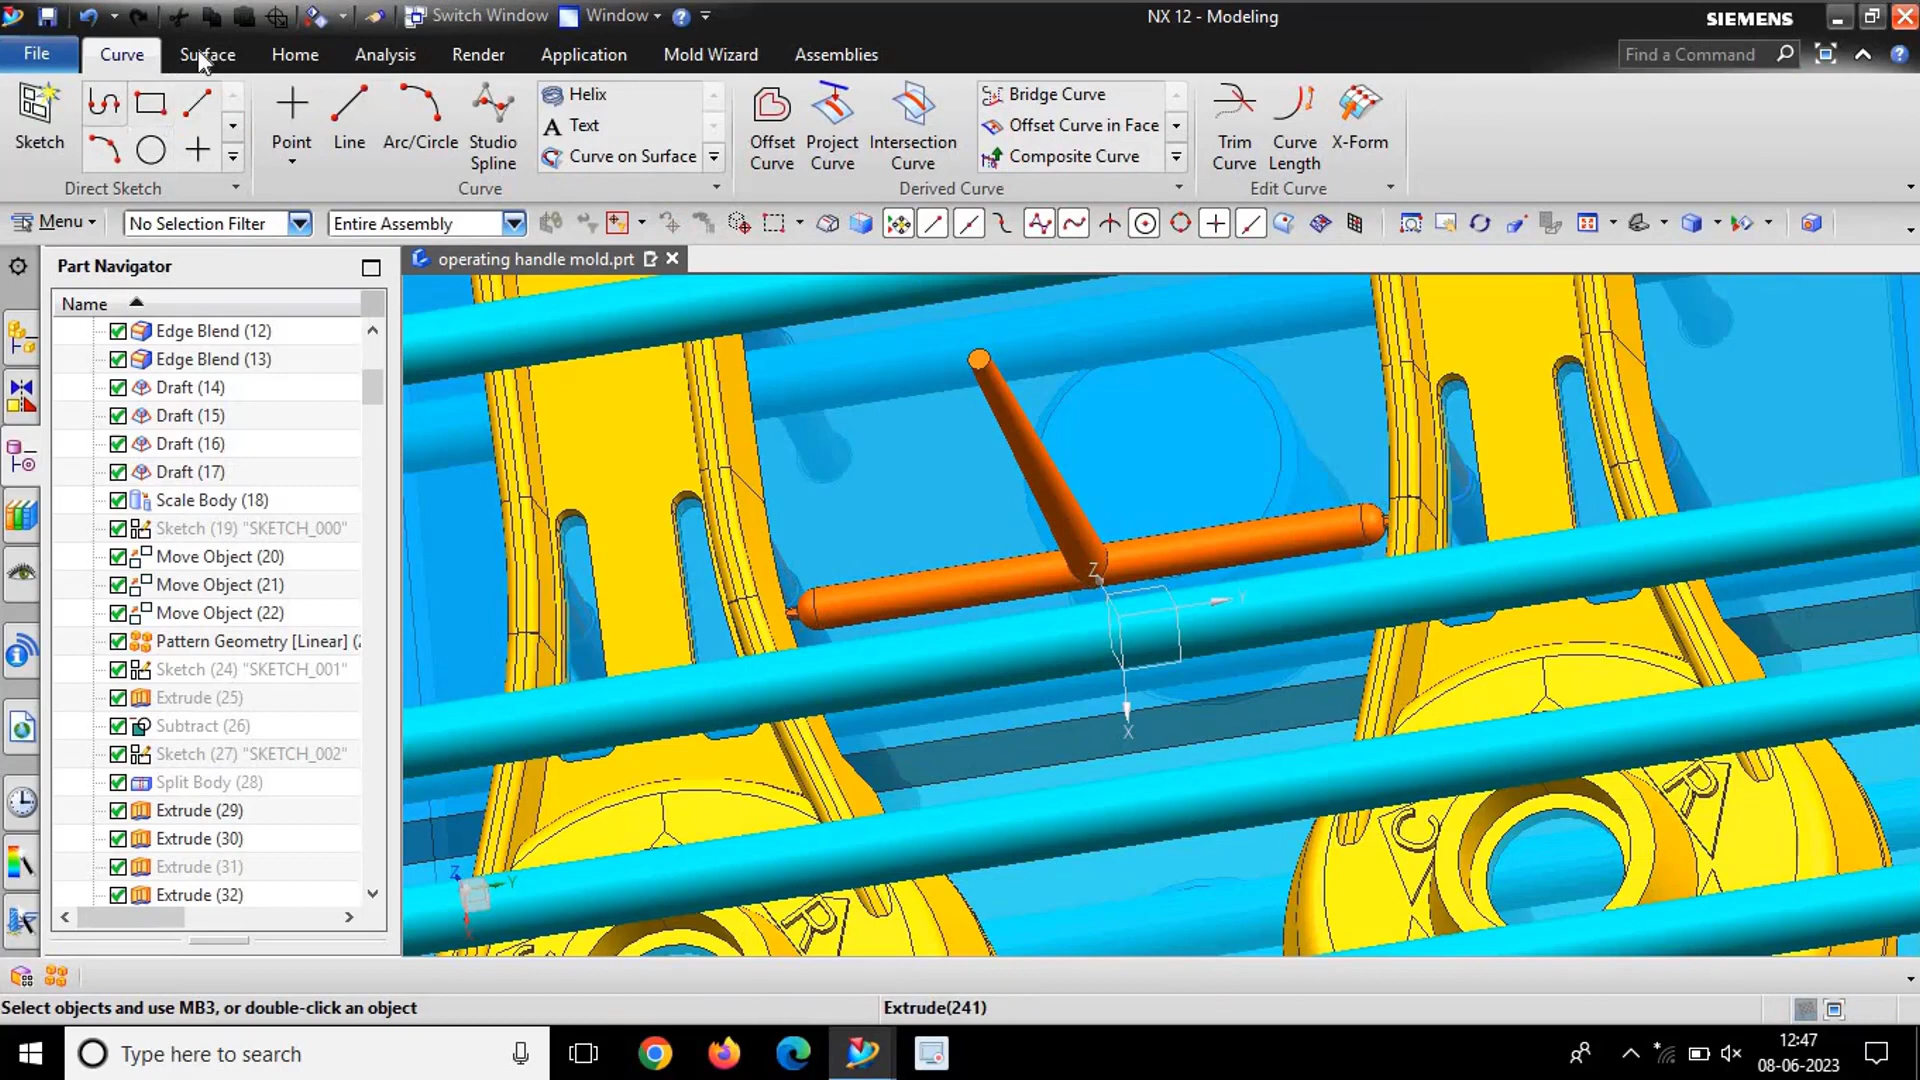 Switch Window
Window
NX 12 - Modeling
SIEMENS
File
Curve
Surface
Home
Analysis
Render
Application
Mold Wizard
Assemblies
Find a Command
Sketch
Point
Line
Arc/Circle
Studio
Spline
Helix
Text
Curve on Surface
Offset
Curve
Project
Curve
Intersection
Curve
Bridge Curve
Offset Curve in Face
Composite Curve
Trim
Curve
Curve
Length
X-Form
Direct Sketch
Curve
Derived Curve
Edit Curve
Menu
No Selection Filter
Entire Assembly
Part Navigator
operating handle mold.prt
Name
Edge Blend (12)
Edge Blend (13)
Draft (14)
Draft (15)
Draft (16)
Draft (17)
Scale Body (18)
Sketch (19) "SKETCH_000"
Move Object (20)
Move Object (21)
Move Object (22)
Pattern Geometry [Linear] (2
Sketch (24) "SKETCH_001"
Extrude (25)
Subtract (26)
Sketch (27) "SKETCH_002"
Split Body (28)
Extrude (29)
Extrude (30)
Extrude (31)
Extrude (32)
Z
Y
X
Z
Y
C
R
R
Select objects and use MB3, or double-click an object
Extrude(241)
Type here to search
12:47
08-06-2023